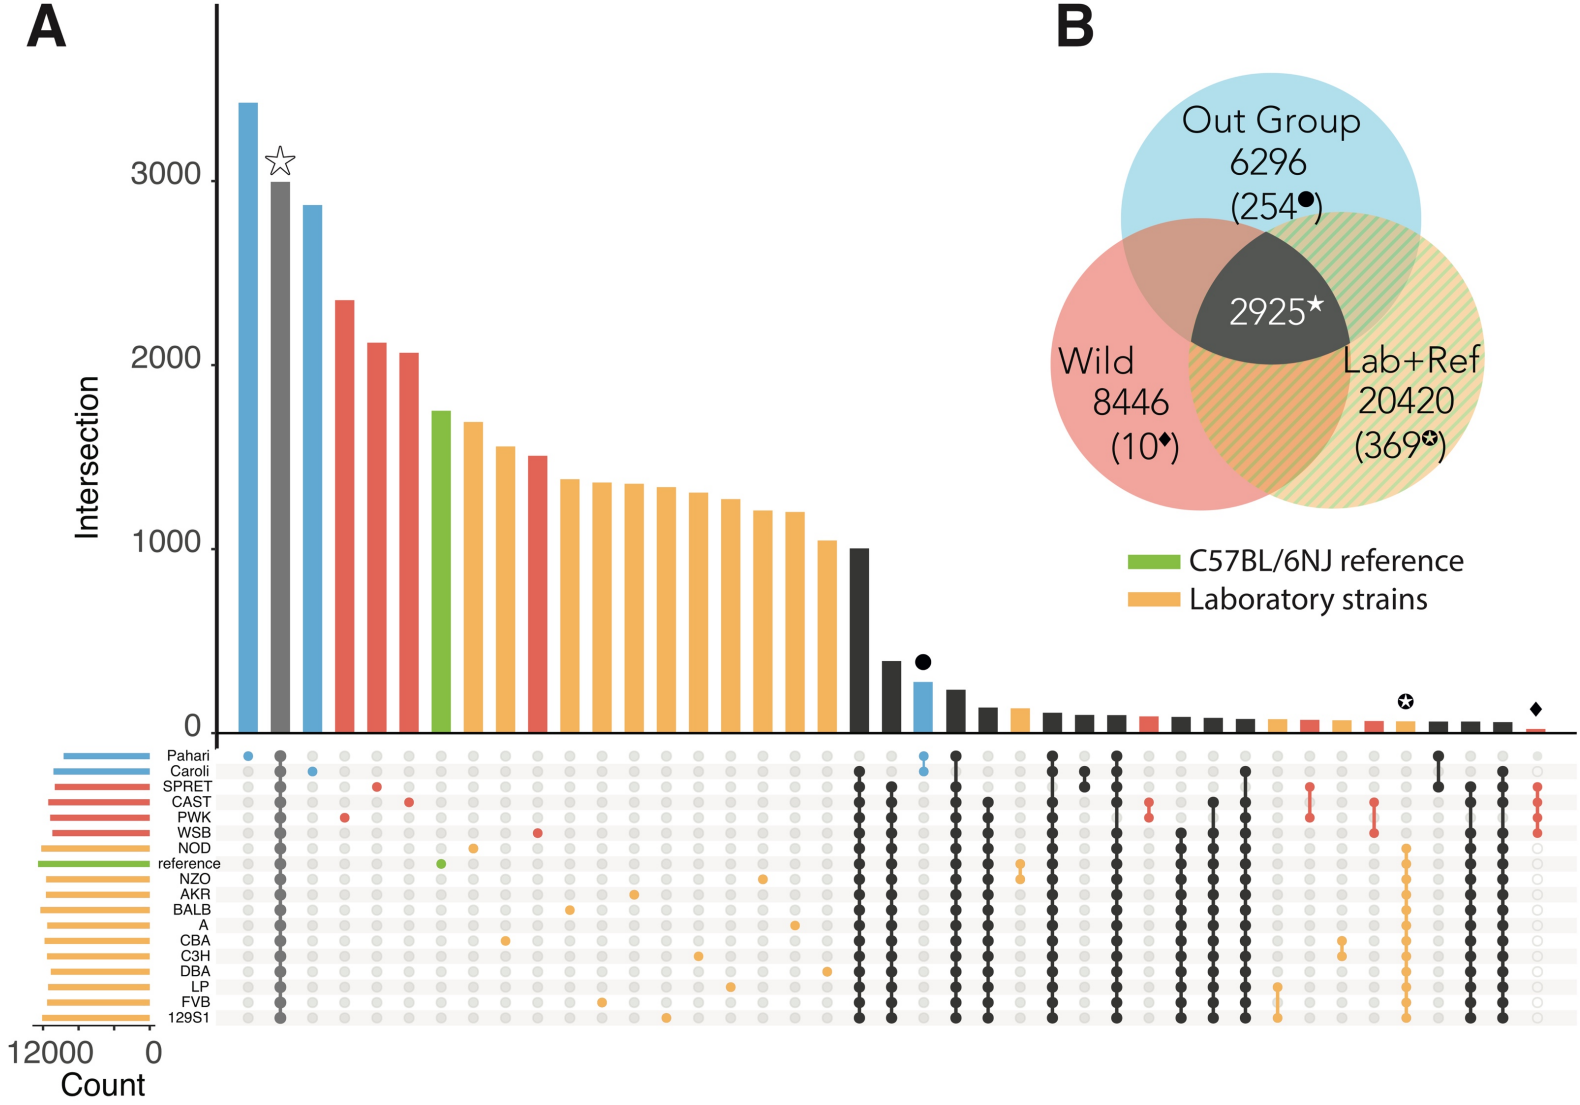 A
B
3000
2000
1000
0
Intersection
Out Group
6296
(254●)
2925★
Wild
8446
(10♦)
Lab+Ref
20420
(369✪)
C57BL/6NJ reference
Laboratory strains
Pahari
Caroli
SPRET
CAST
PWK
WSB
NOD
reference
NZO
AKR
BALB
A
CBA
C3H
DBA
LP
FVB
129S1
12000 0
Count